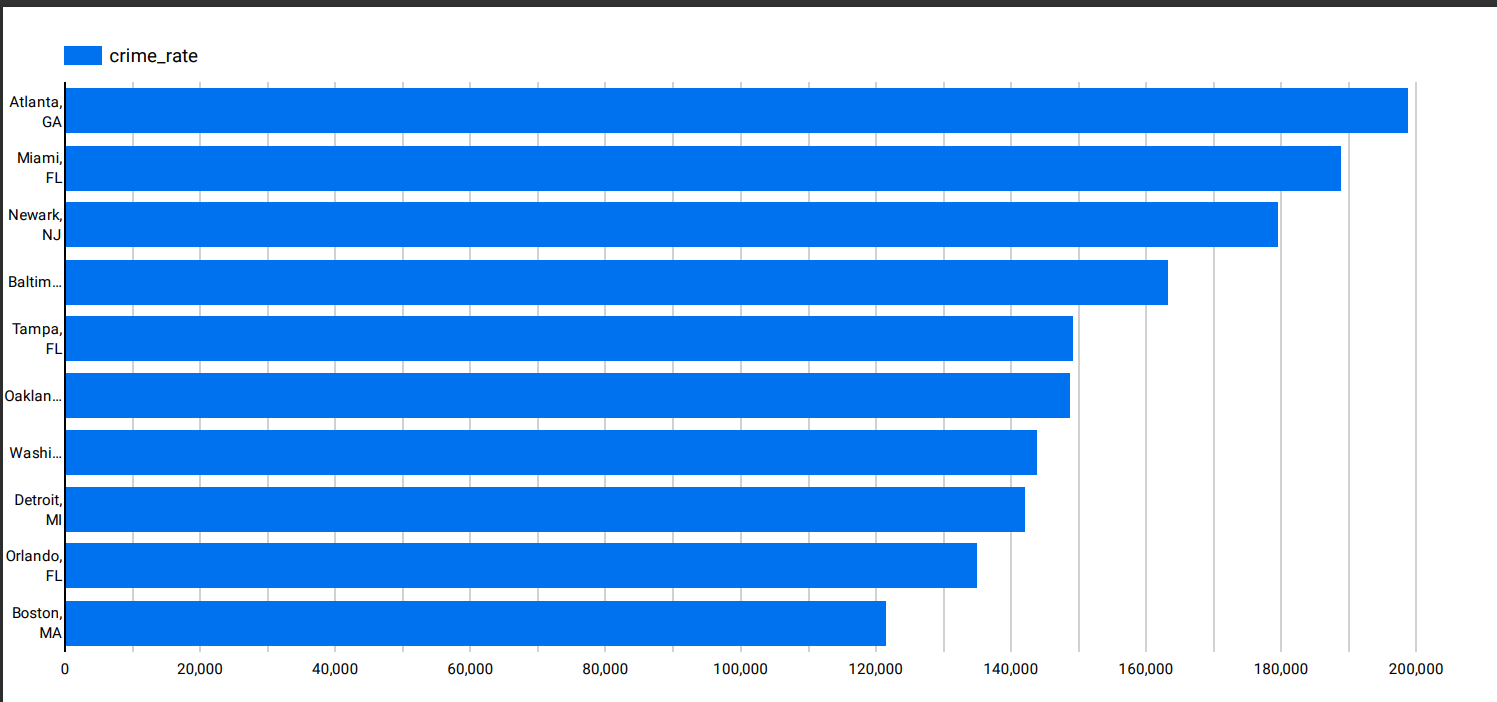 crime_rate
Atlanta,
GA
Miami,
FL
Newark,
NJ
Baltim...
Tampa,
FL
Oaklan...
Washi...
Detroit,
MI
Orlando,
FL
Boston,
MA
0 20,000 40,000 60,000 80,000 100,000 120,000 140,000 160,000 180,000 200,000